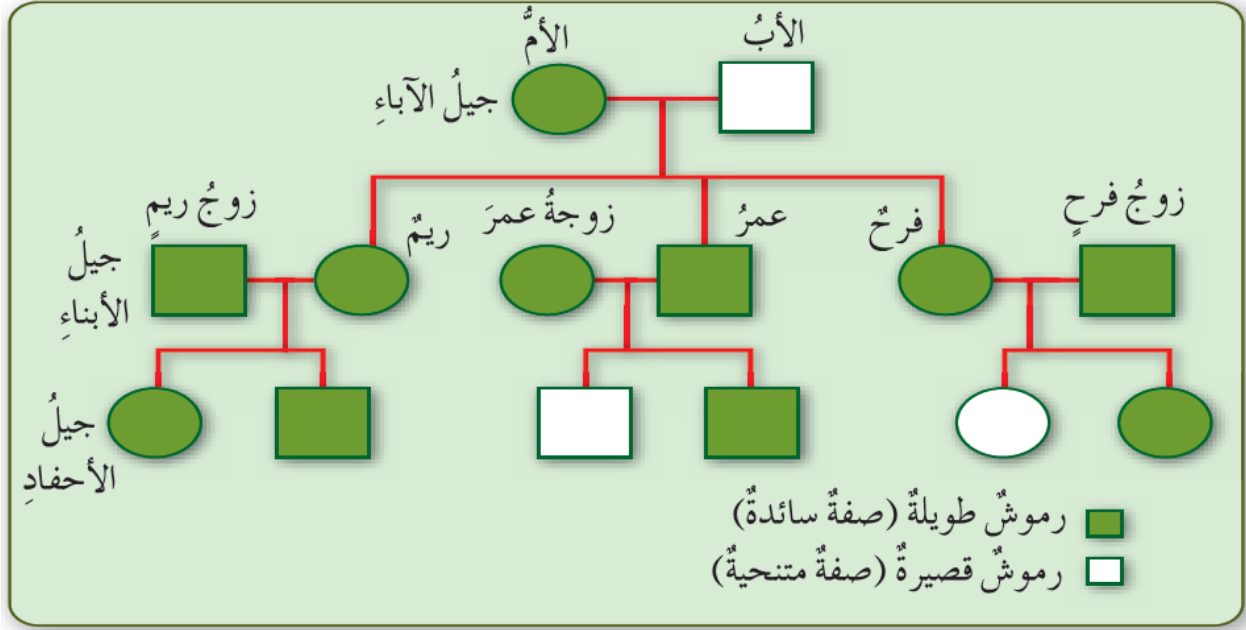 الأبُ
الأمُّ
جيلُ الآباءِ
زوجُ فرحٍ
فرحٌ
عمرُ
زوجةُ عمرَ
ريمٌ
زوجُ ريمٍ
جيلُ
الأبناءِ
جيلُ
الأحفادِ
رموشٌ طويلةٌ (صفةٌ سائدةٌ)
رموشٌ قصيرةٌ (صفةٌ متنحيةٌ)